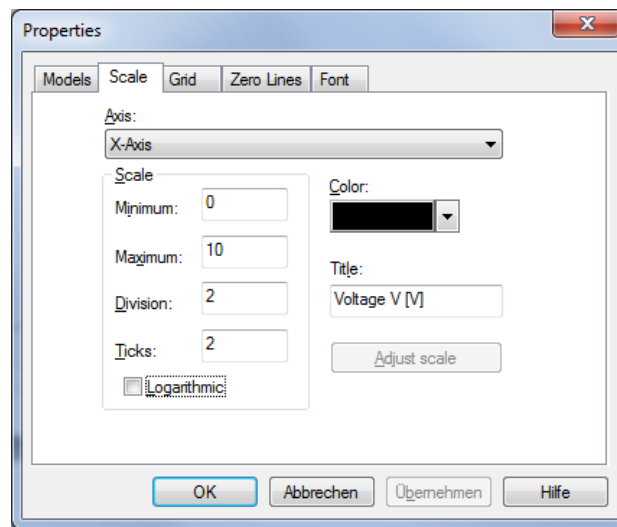 Properties
Models Scale Grid Zero Lines Font
Axis:
X-Axis
Scale
Minimum: 0
Maximum: 10
Division: 2
Ticks: 2
Logarithmic
Color:
Title:
Voltage V [V]
Adjust scale
OK Abbrechen Übernehmen Hilfe